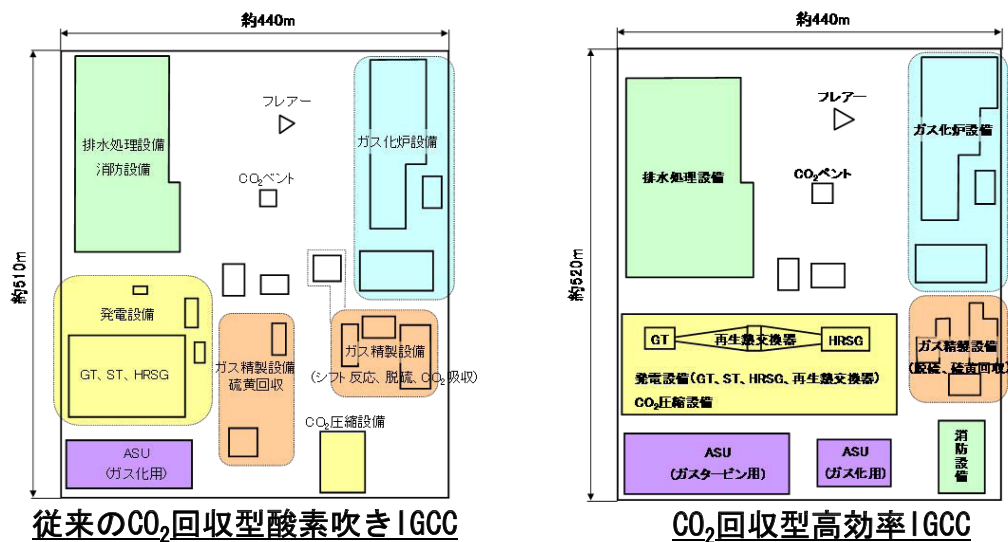 約440m
約510m
フレアー
排水処理設備
消防設備
ガス化炉設備
CO₂ベント
発電設備
GT、ST、HRSG
ガス精製設備
硫黄回収
ガス精製設備
(シフト反応、脱硫、CO₂吸収)
CO₂圧縮設備
ASU
(ガス化用)
従来のCO₂回収型酸素吹きIGCC
約440m
約520m
フレアー
ガス化炉設備
排水処理設備
CO₂ベント
GT
再生熱交換器
HRSG
発電設備(GT、ST、HRSG、再生熱交換器)
CO₂圧縮設備
ガス精製設備
(脱硫、硫黄回収)
ASU
(ガスタービン用)
ASU
(ガス化用)
消防設備
CO₂回収型高効率IGCC